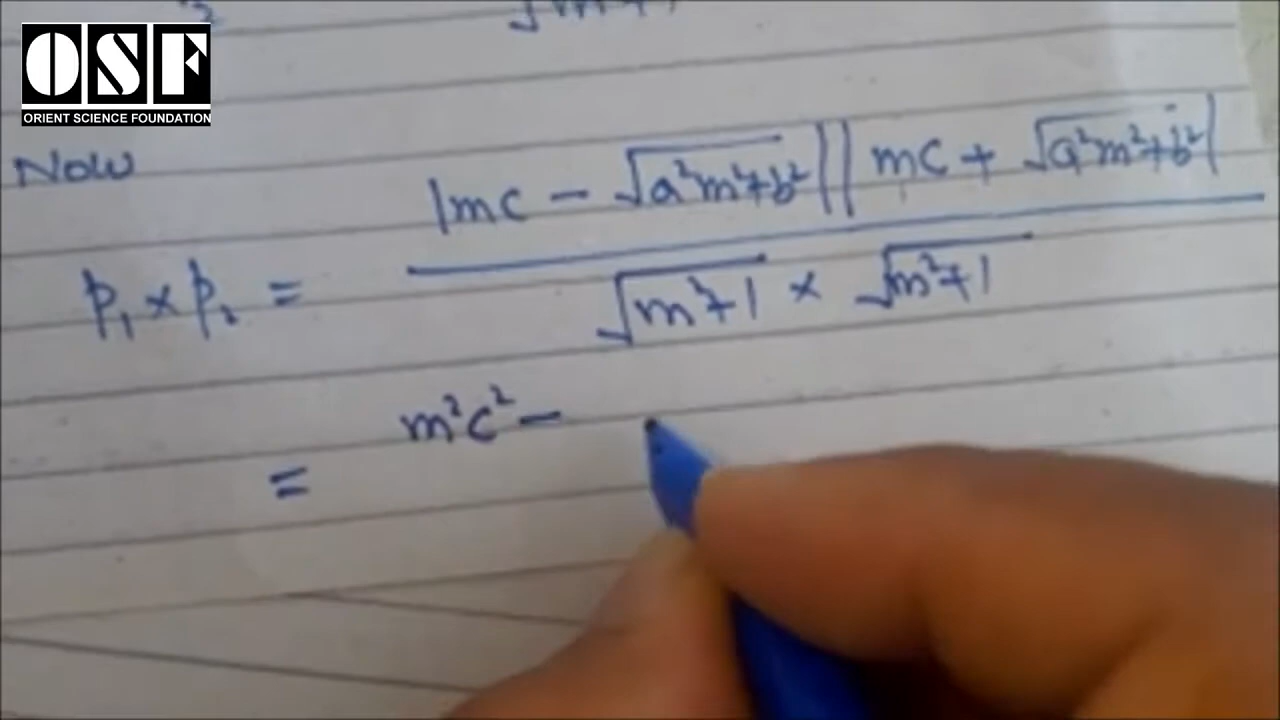 OSF
ORIENT SCIENCE FOUNDATION
Now
p₁ × p₂ = |mc − √(a²m²+b²)| |mc + √(a²m²+b²)| / √(m²+1) × √(m²+1)
= m²c² −